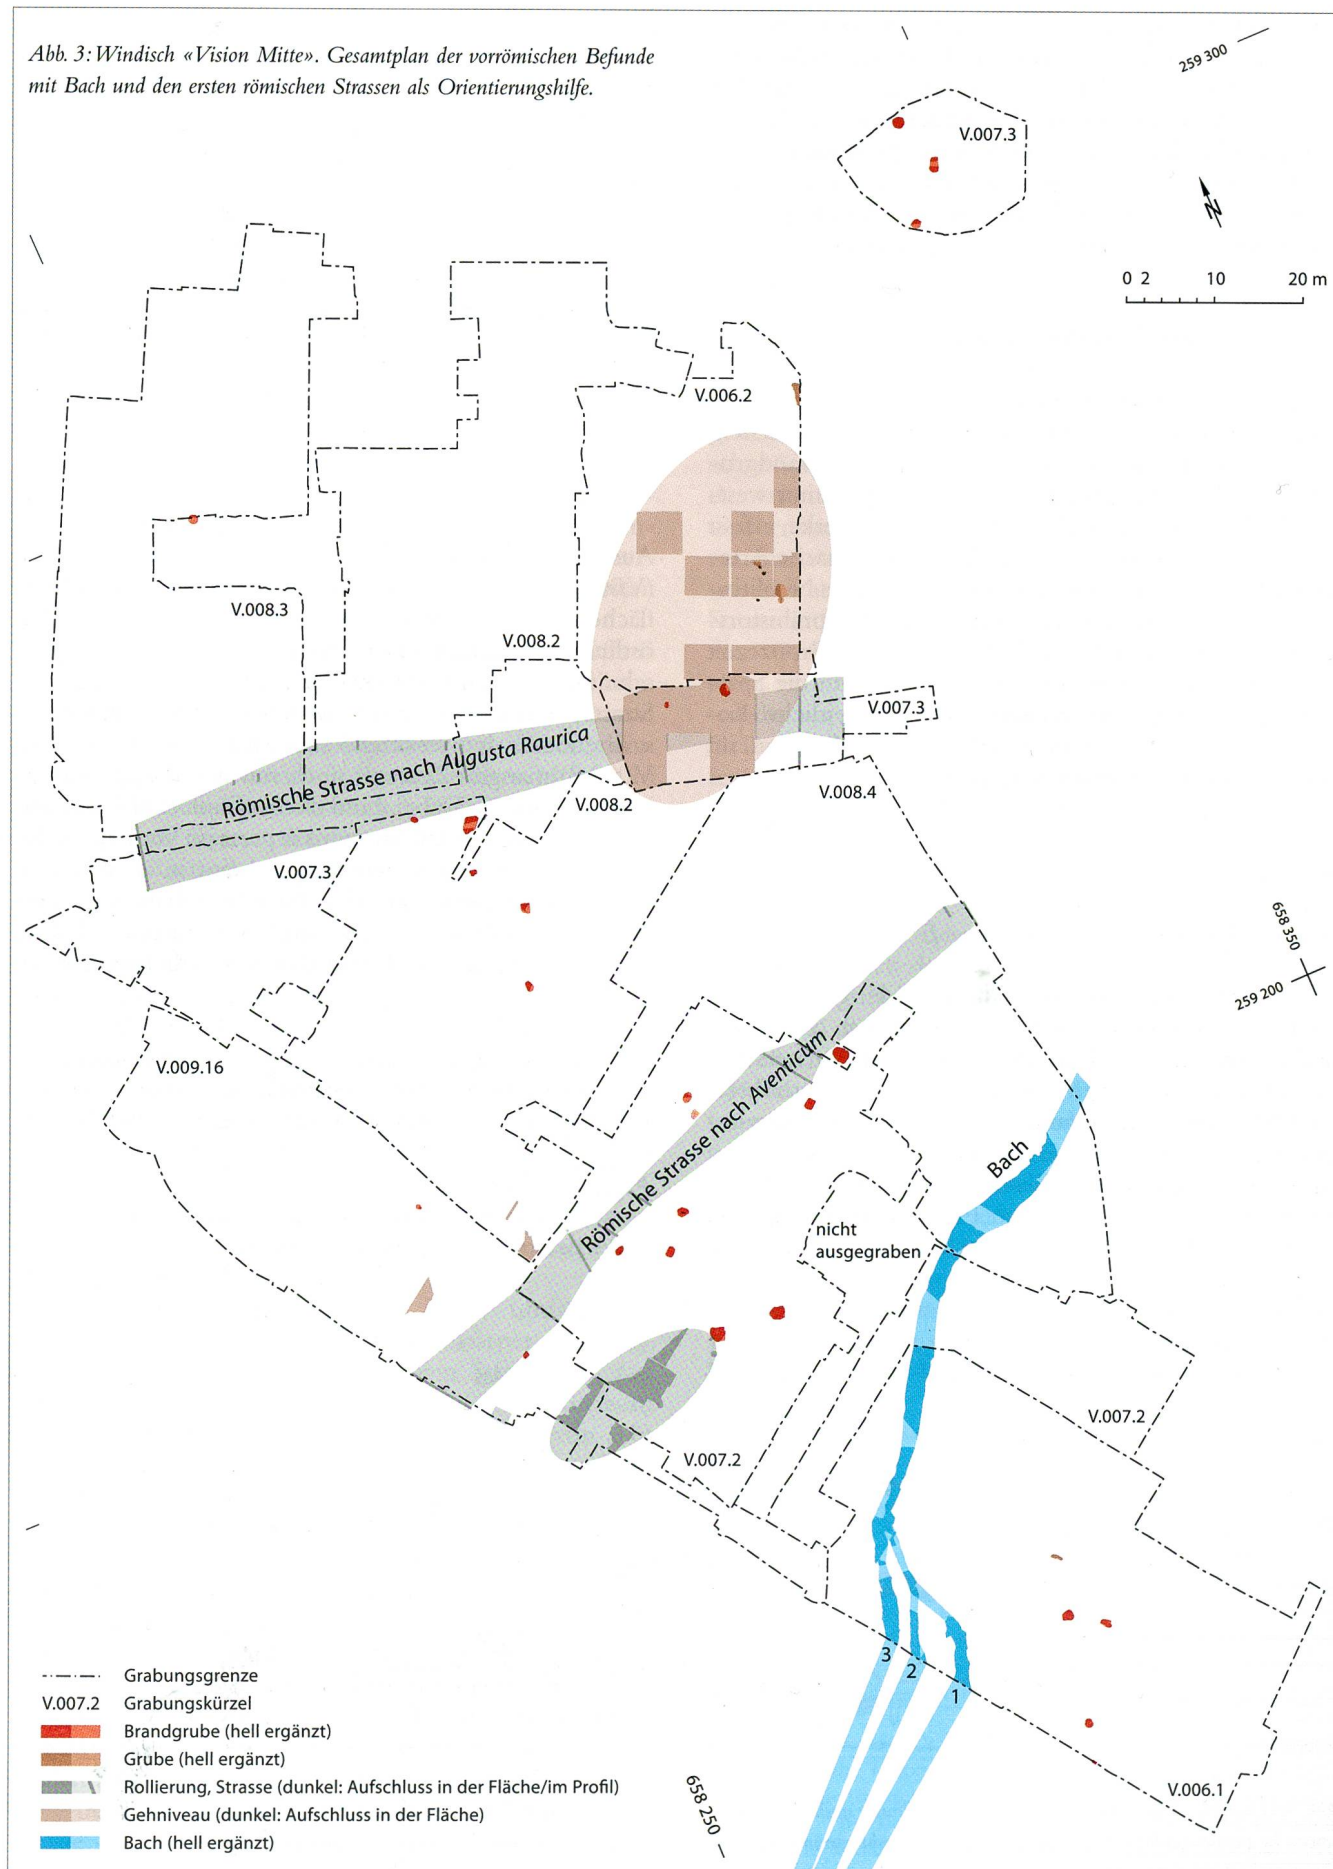 Abb. 3: Windisch «Vision Mitte». Gesamtplan der vorrömischen Befunde
mit Bach und den ersten römischen Strassen als Orientierungshilfe.
259 300
V.007.3
N
0 2 10 20 m
V.006.2
V.008.3
V.008.2
V.007.3
Römische Strasse nach Augusta Raurica
V.008.2
V.008.4
V.007.3
658 350
259 200
V.009.16
Römische Strasse nach Aventicum
Bach
nicht
ausgegraben
V.007.2
V.007.2
3
2
1
V.006.1
658 250
Grabungsgrenze
V.007.2 Grabungskürzel
Brandgrube (hell ergänzt)
Grube (hell ergänzt)
Rollierung, Strasse (dunkel: Aufschluss in der Fläche/im Profil)
Gehniveau (dunkel: Aufschluss in der Fläche)
Bach (hell ergänzt)